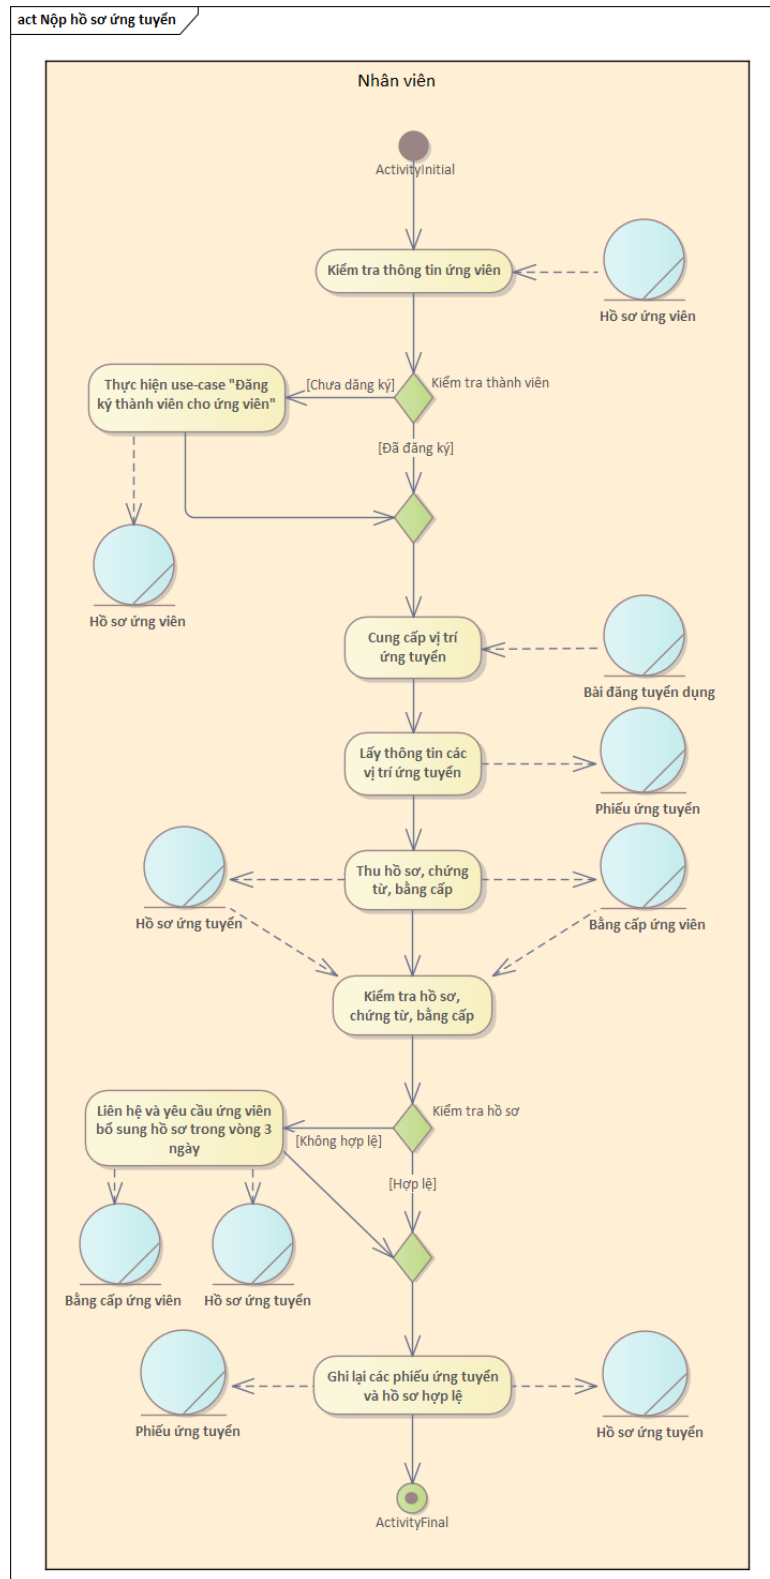 act Nộp hồ sơ ứng tuyển
Nhân viên
ActivityInitial
Kiểm tra thông tin ứng viên
Hồ sơ ứng viên
Thực hiện use-case "Đăng
ký thành viên cho ứng viên"
[Chưa đăng ký]
Kiểm tra thành viên
[Đã đăng ký]
Hồ sơ ứng viên
Cung cấp vị trí
ứng tuyển
Bài đăng tuyển dụng
Lấy thông tin các
vị trí ứng tuyển
Phiếu ứng tuyển
Thu hồ sơ, chứng
từ, bằng cấp
Hồ sơ ứng tuyển
Bằng cấp ứng viên
Kiểm tra hồ sơ,
chứng từ, bằng cấp
Liên hệ và yêu cầu ứng viên
bổ sung hồ sơ trong vòng 3
ngày
Kiểm tra hồ sơ
[Không hợp lệ]
[Hợp lệ]
Bằng cấp ứng viên
Hồ sơ ứng tuyển
Ghi lại các phiếu ứng tuyển
và hồ sơ hợp lệ
Phiếu ứng tuyển
Hồ sơ ứng tuyển
ActivityFinal